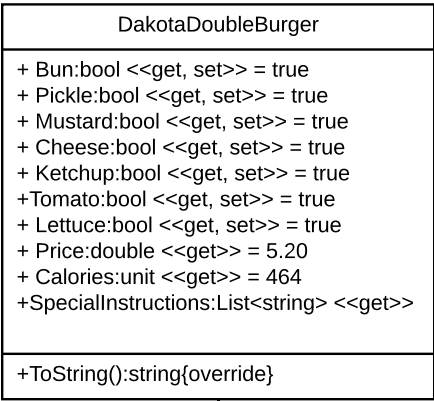 DakotaDoubleBurger
+ Bun:bool <<get, set>> = true
+ Pickle:bool <<get, set>> = true
+ Mustard:bool <<get, set>> = true
+ Cheese:bool <<get, set>> = true
+ Ketchup:bool <<get, set>> = true
+Tomato:bool <<get, set>> = true
+ Lettuce:bool <<get, set>> = true
+ Price:double <<get>> = 5.20
+ Calories:unit <<get>> = 464
+SpecialInstructions:List<string> <<get>>
+ToString():string{override}